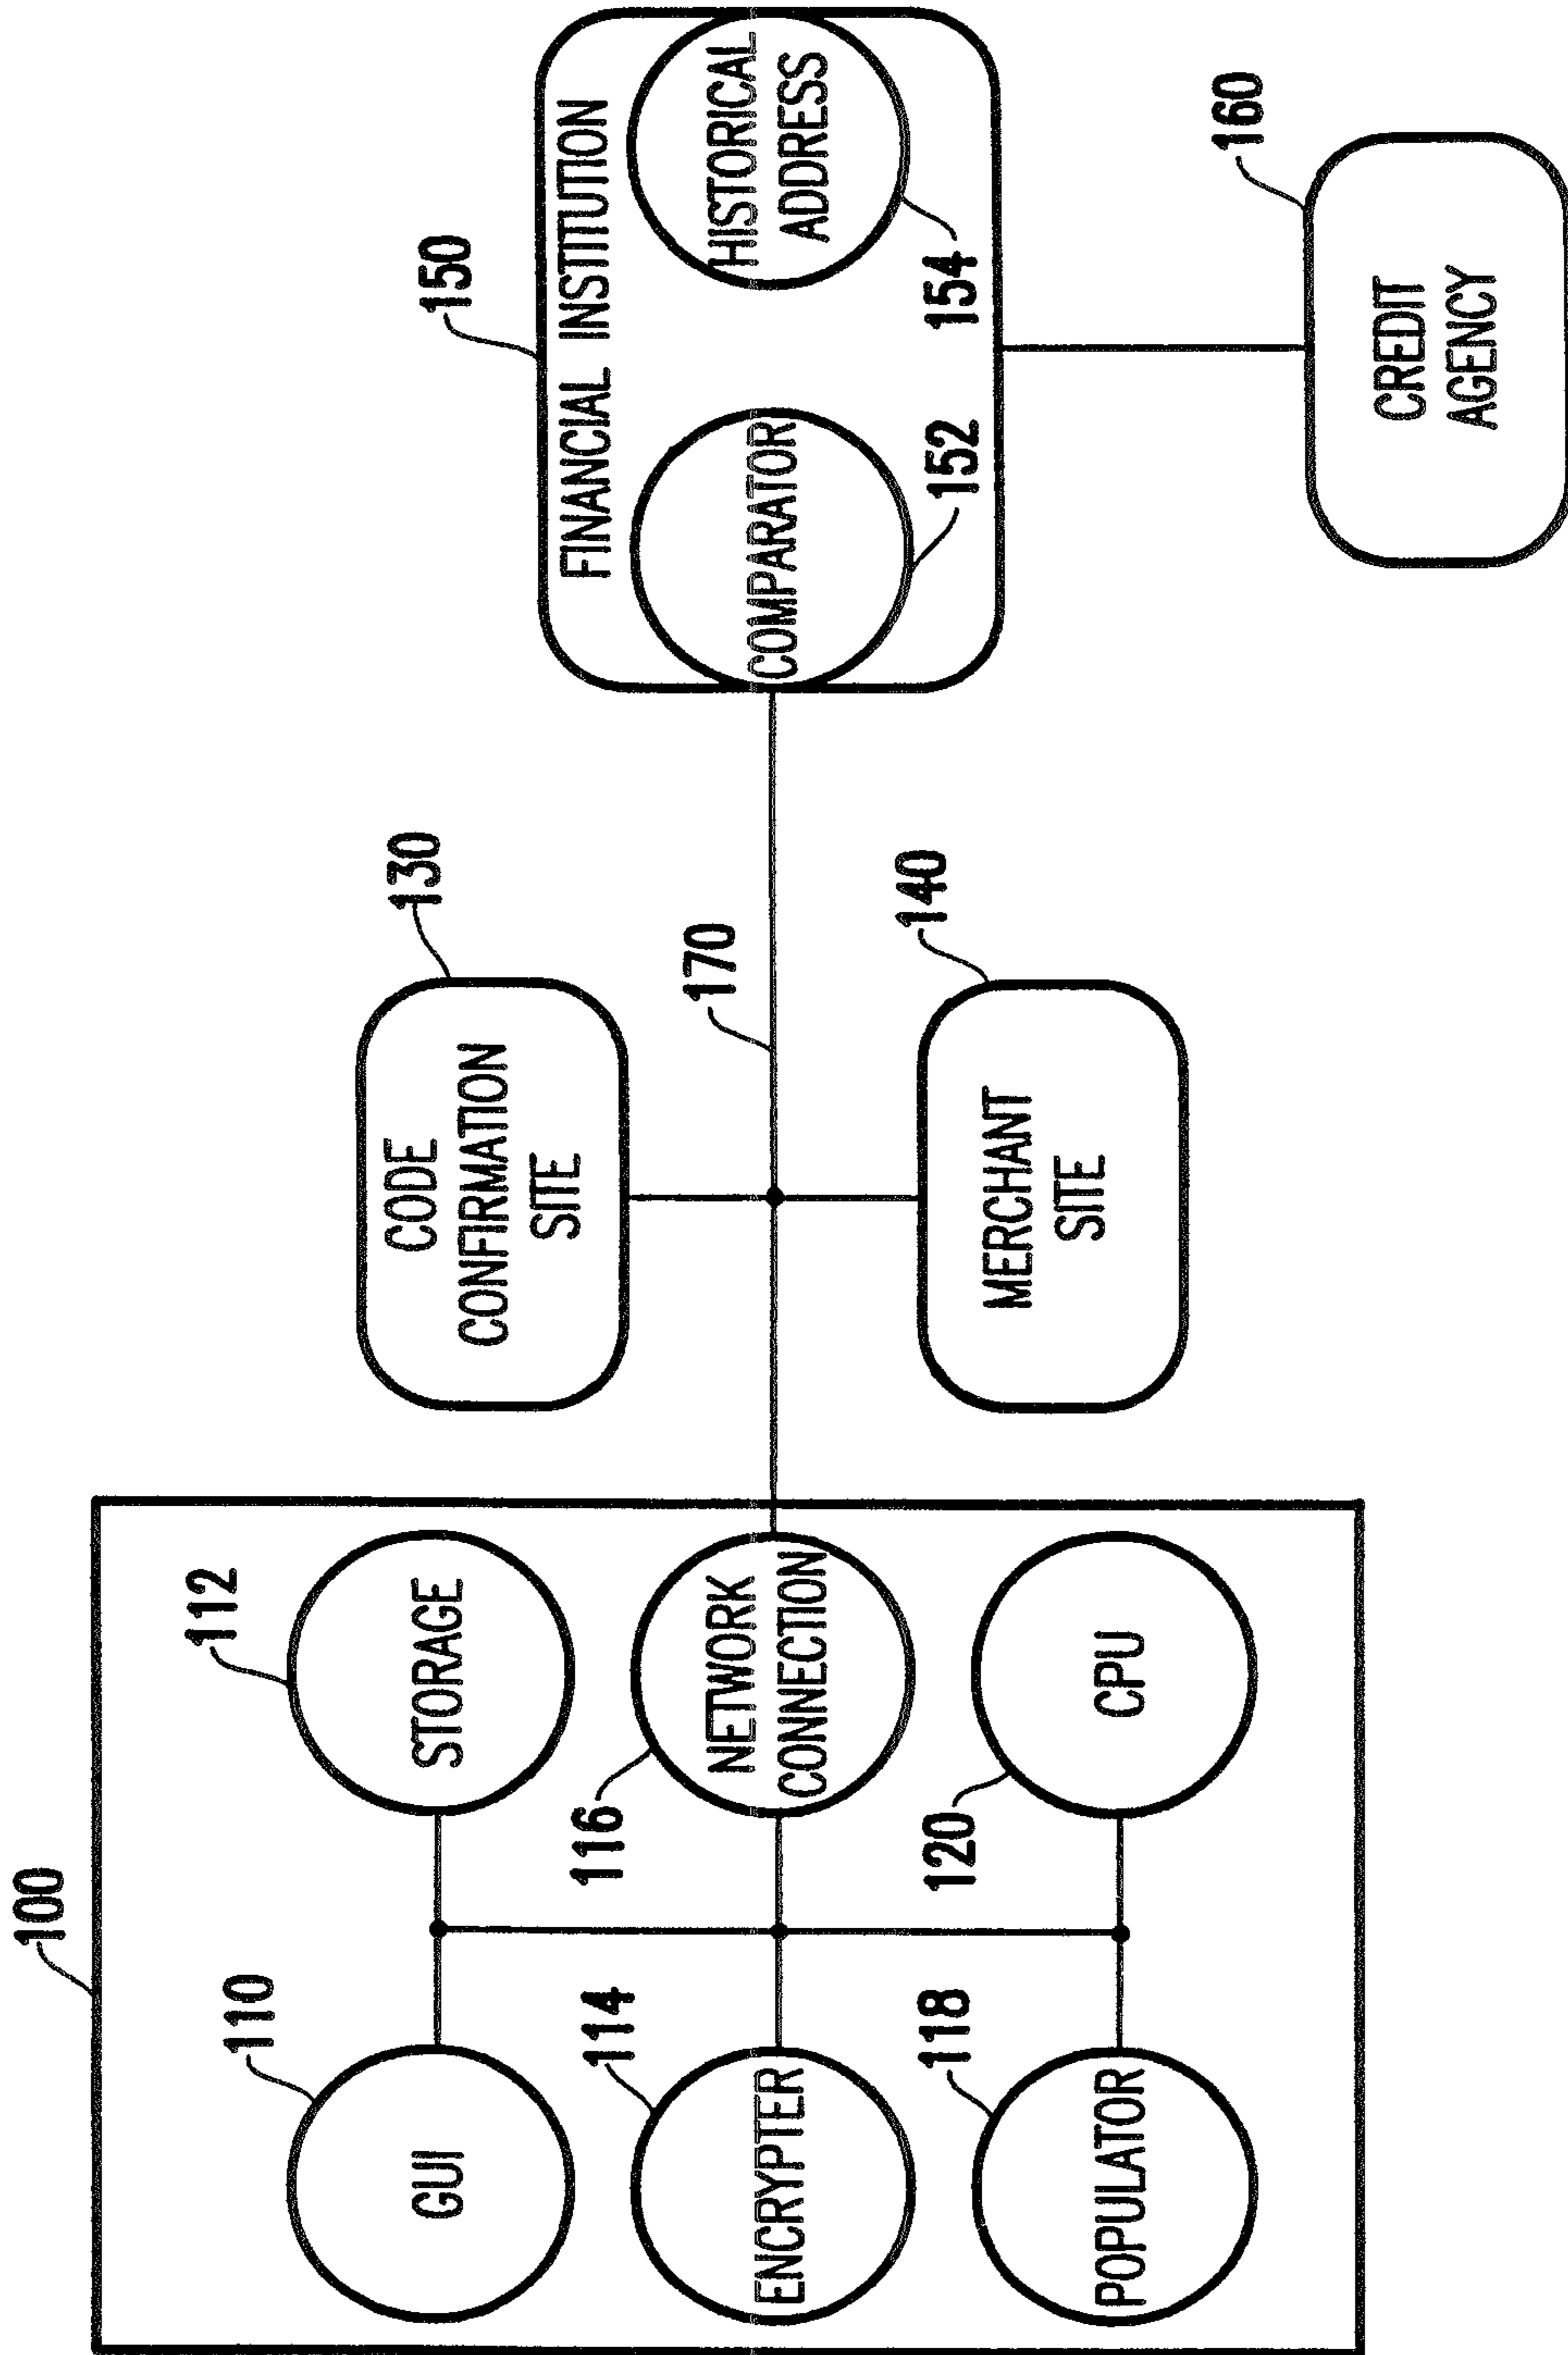 100
110
GUI
112
STORAGE
114
ENCRYPTER
116
NETWORK
CONNECTION
118
POPULATOR
120
CPU
130
CODE
CONFIRMATION
SITE
170
140
MERCHANT
SITE
150
FINANCIAL INSTITUTION
COMPARATOR
152
HISTORICAL
ADDRESS
154
160
CREDIT
AGENCY